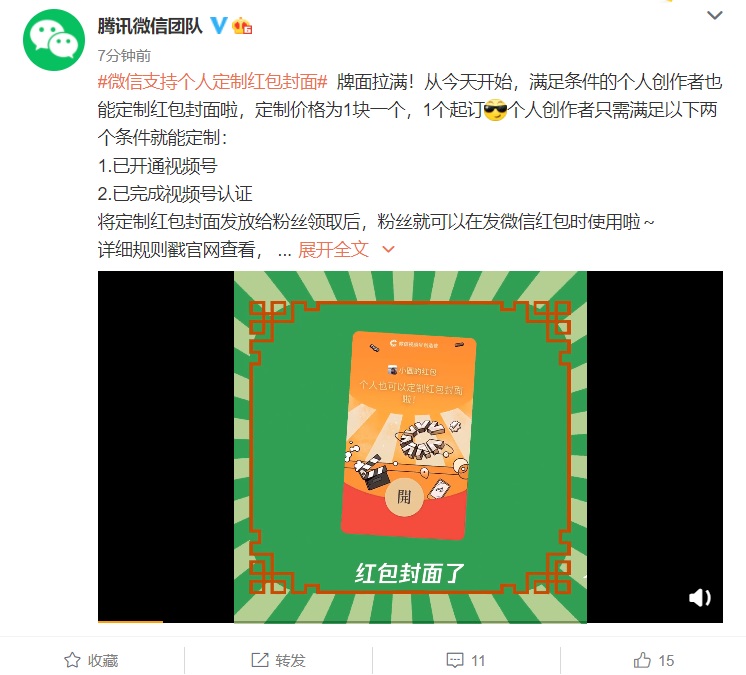 腾讯微信团队
7分钟前
#微信支持个人定制红包封面# 牌面拉满！从今天开始，满足条件的个人创作者也
能定制红包封面啦，定制价格为1块一个，1个起订😎个人创作者只需满足以下两
个条件就能定制：
1.已开通视频号
2.已完成视频号认证
将定制红包封面发放给粉丝领取后，粉丝就可以在发微信红包时使用啦～
详细规则戳官网查看， ... 展开全文
的红包
个人也可以定制红包封面
啦！
開
红包封面了
收藏
转发
11
15